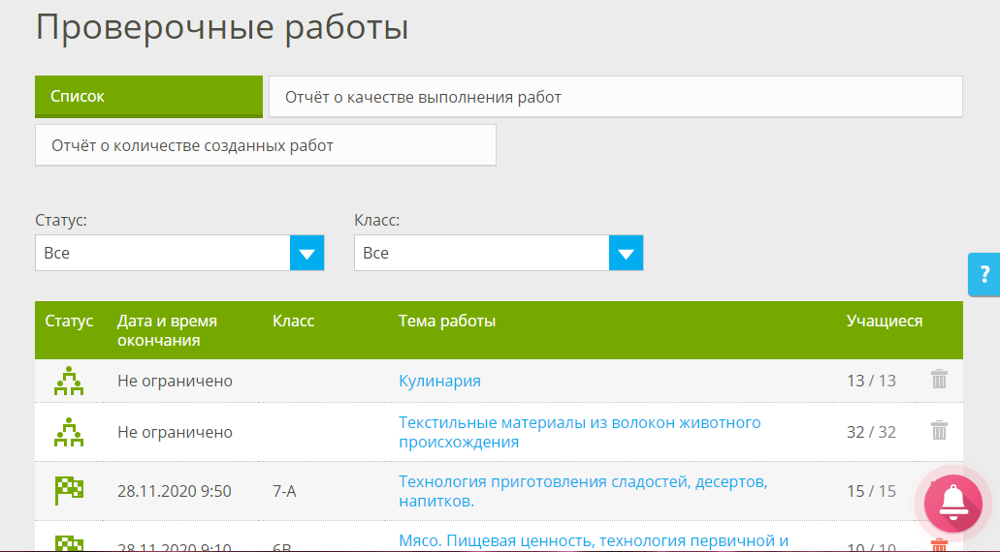 Проверочные работы
Список
Отчёт о качестве выполнения работ
Отчёт о количестве созданных работ
Статус:
Класс:
Все
Все
?
Статус Дата и время окончания Класс Тема работы Учащиеся
Не ограничено Кулинария 13 / 13
Не ограничено Текстильные материалы из волокон животного
происхождения 32 / 32
28.11.2020 9:50 7-А Технология приготовления сладостей, десертов,
напитков. 15 / 15
28.11.2020 9:10 6В Мясо. Пищевая ценность, технология первичной и 10 / 10